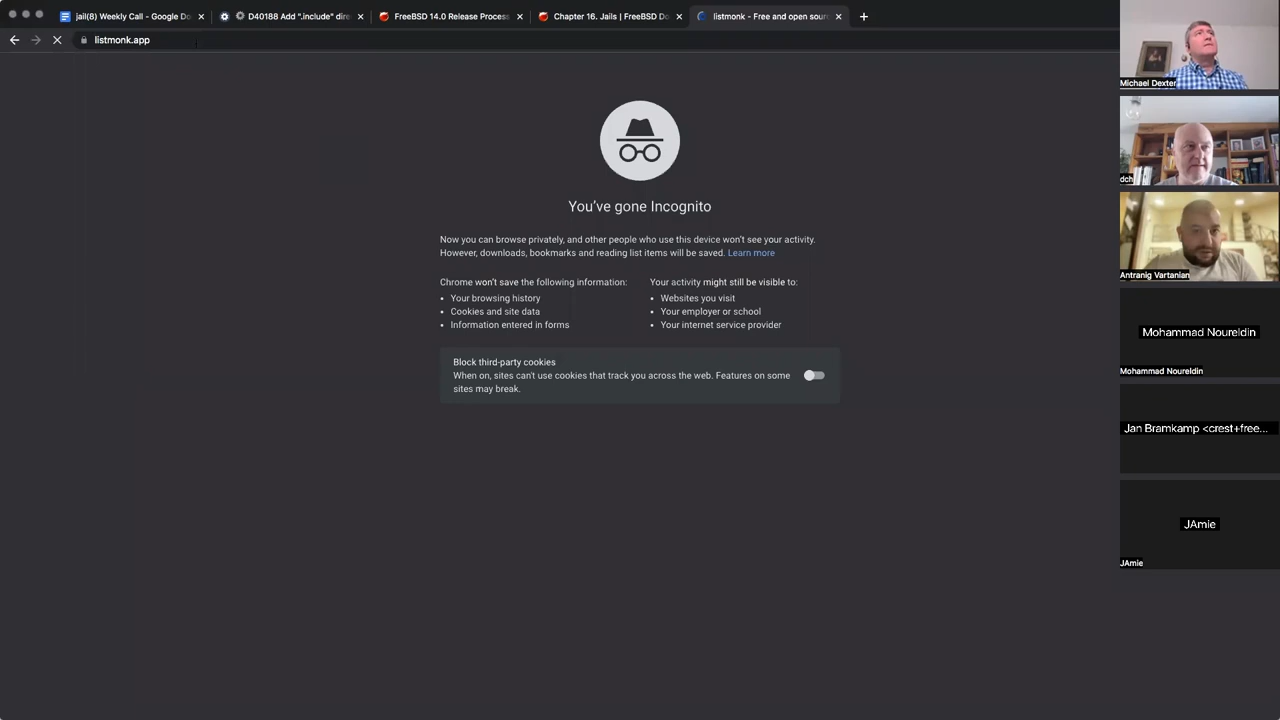 jail(8) Weekly Call - Google Do
D40188 Add ".include" dire
FreeBSD 14.0 Release Process
Chapter 16. Jails | FreeBSD Do
listmonk - Free and open sourc
listmonk.app
You've gone Incognito
Now you can browse privately, and other people who use this device won't see your activity.
However, downloads, bookmarks and reading list items will be saved. Learn more
Chrome won't save the following information:
Your browsing history
Cookies and site data
Information entered in forms
Your activity might still be visible to:
Websites you visit
Your employer or school
Your internet service provider
Block third-party cookies
When on, sites can't use cookies that track you across the web. Features on some
sites may break.
Michael Dexter
dch
Antranig Vartanian
Mohammad Noureldin
Mohammad Noureldin
Jan Bramkamp <crest+free...
JAmie
JAmie